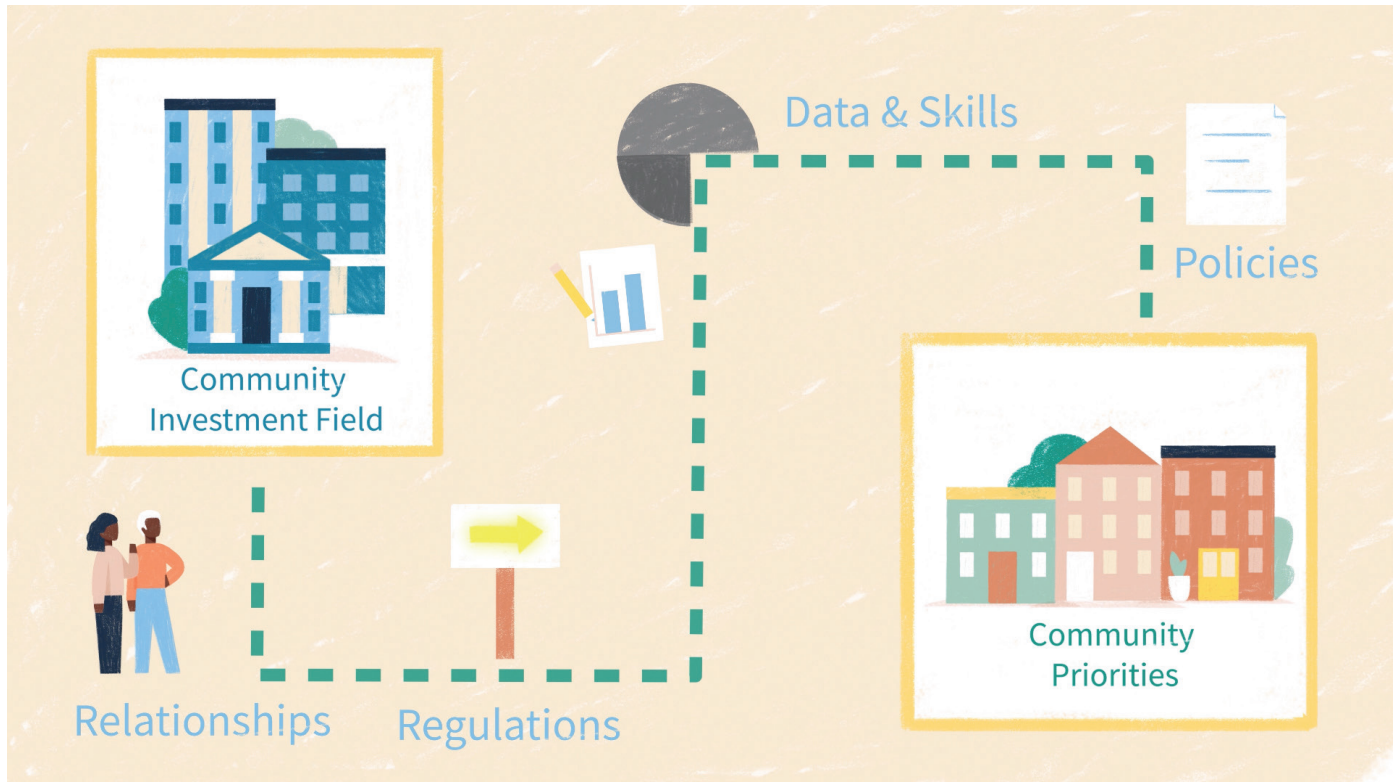 Community
Investment Field
Relationships
Regulations
Data & Skills
Policies
Community
Priorities